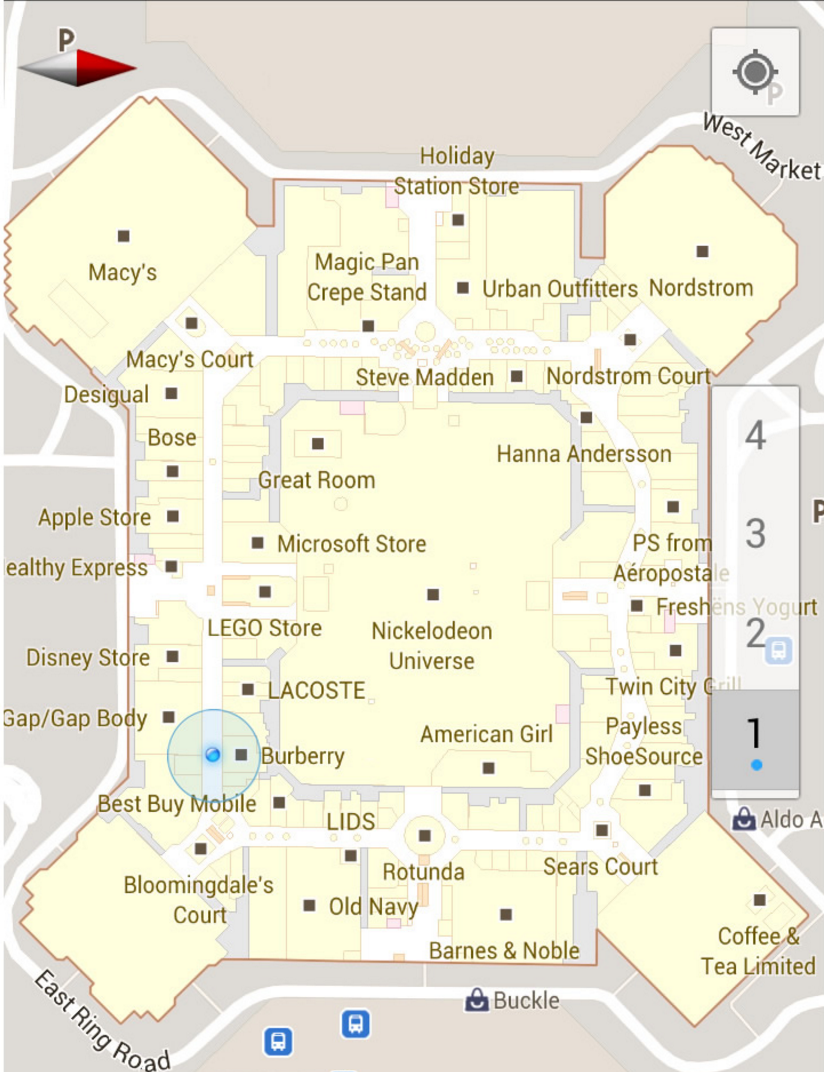 P
P
West Market
Holiday
Station Store
Macy's
Magic Pan
Crepe Stand
Urban Outfitters
Nordstrom
Macy's Court
Steve Madden
Nordstrom Court
Desigual
Bose
Hanna Andersson
4
Great Room
Apple Store
P
Microsoft Store
PS from
Aéropostale
3
ealthy Express
Freshëns Yogurt
LEGO Store
Nickelodeon
Universe
2
Disney Store
LACOSTE
Twin City Grill
Gap/Gap Body
American Girl
Payless
ShoeSource
1
Burberry
Best Buy Mobile
LIDS
Aldo A
Rotunda
Sears Court
Bloomingdale's
Court
Old Navy
Barnes & Noble
Coffee &
Tea Limited
East Ring Road
Buckle